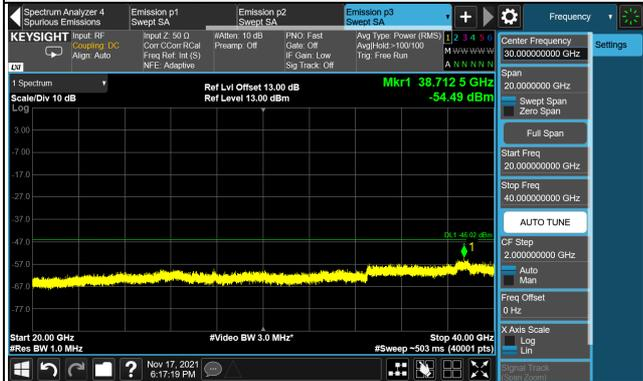 Spectrum Analyzer 4
Spurious Emissions
Emission p1
Swept SA
Emission p2
Swept SA
Emission p3
Swept SA
Frequency
KEYSIGHT
Input: RF
Coupling: DC
Align: Auto
Input Z: 50 Ω
Corr CCorr RCal
Freq Ref: Int (S)
NFE: Adaptive
#Atten: 10 dB
Preamp: Off
PNO: Fast
Gate: Off
IF Gain: Low
Sig Track: Off
Avg Type: Power (RMS)
Avg|Hold:>100/100
Trig: Free Run
1 2 3 4 5 6
M W W W W W
A N N N N N
LXI
1 Spectrum
Scale/Div 10 dB
Log
Ref Lvl Offset 13.00 dB
Ref Level 13.00 dBm
Mkr1 38.712 5 GHz
-54.49 dBm
3.00
-7.00
-17.0
-27.0
-37.0
-47.0
-57.0
-67.0
-77.0
DL1 -45.02 dBm
1
Start 20.00 GHz
#Res BW 1.0 MHz
#Video BW 3.0 MHz*
Stop 40.00 GHz
#Sweep ~503 ms (40001 pts)
Nov 17, 2021
6:17:19 PM
Center Frequency
30.000000000 GHz
Settings
Span
20.0000000 GHz
Swept Span
Zero Span
Full Span
Start Freq
20.000000000 GHz
Stop Freq
40.000000000 GHz
AUTO TUNE
CF Step
2.000000000 GHz
Auto
Man
Freq Offset
0 Hz
X Axis Scale
Log
Lin
Signal Track
(Span Zoom)